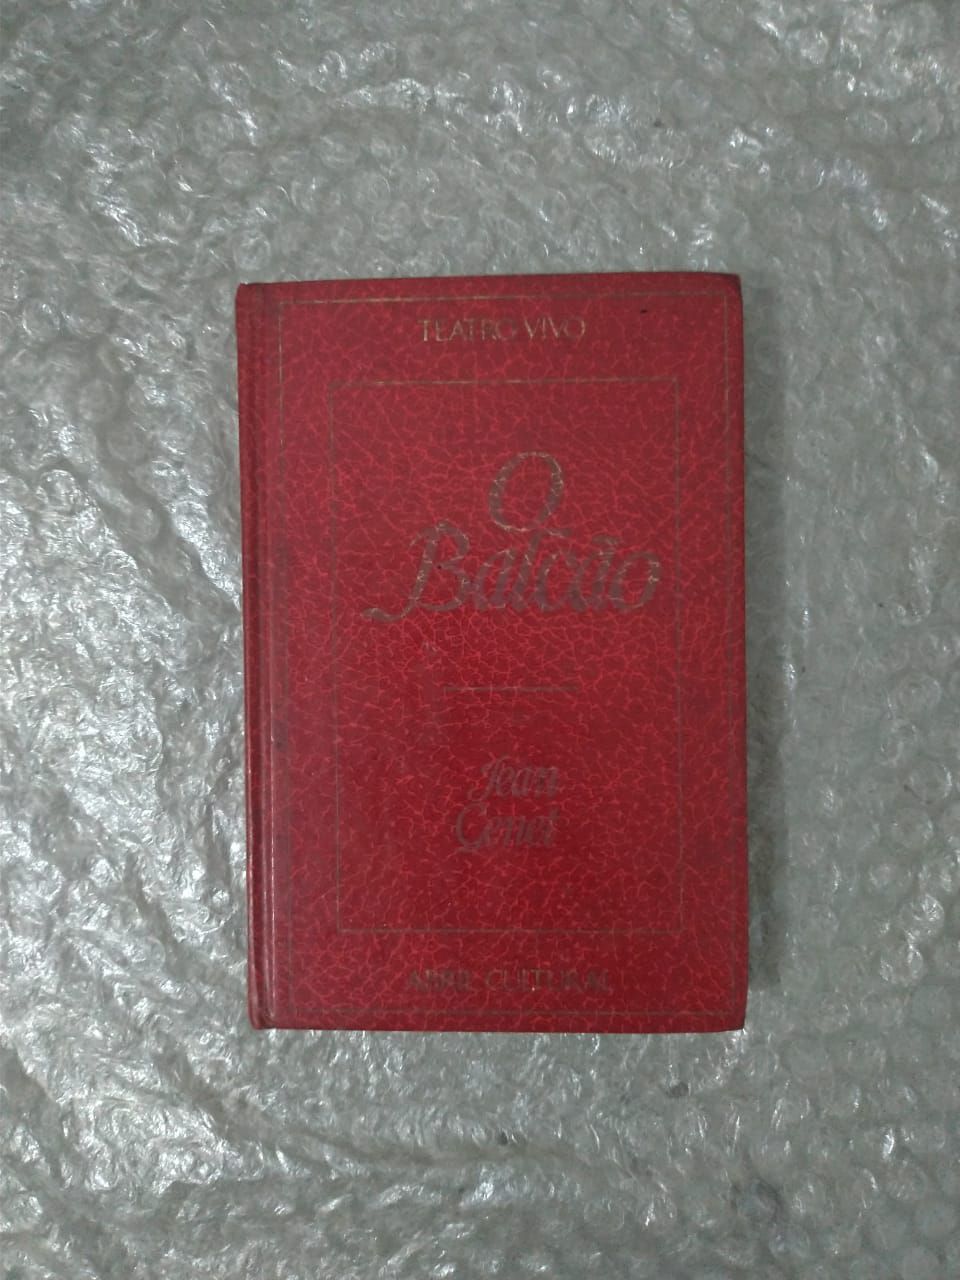 TEATRO VIVO
O
Balcão
Jean
Genet
ABRIL CULTURAL